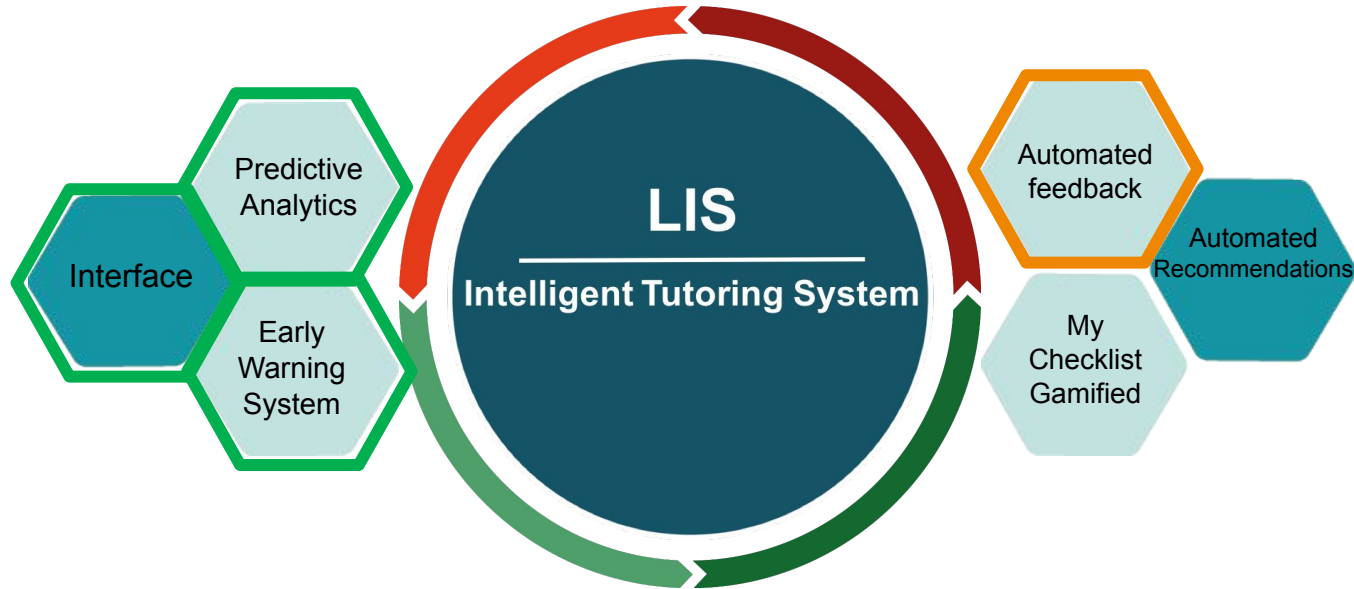 Predictive
Analytics
Interface
Early
Warning
System
LIS
Intelligent Tutoring System
Automated
feedback
Automated
Recommendations
My
Checklist
Gamified